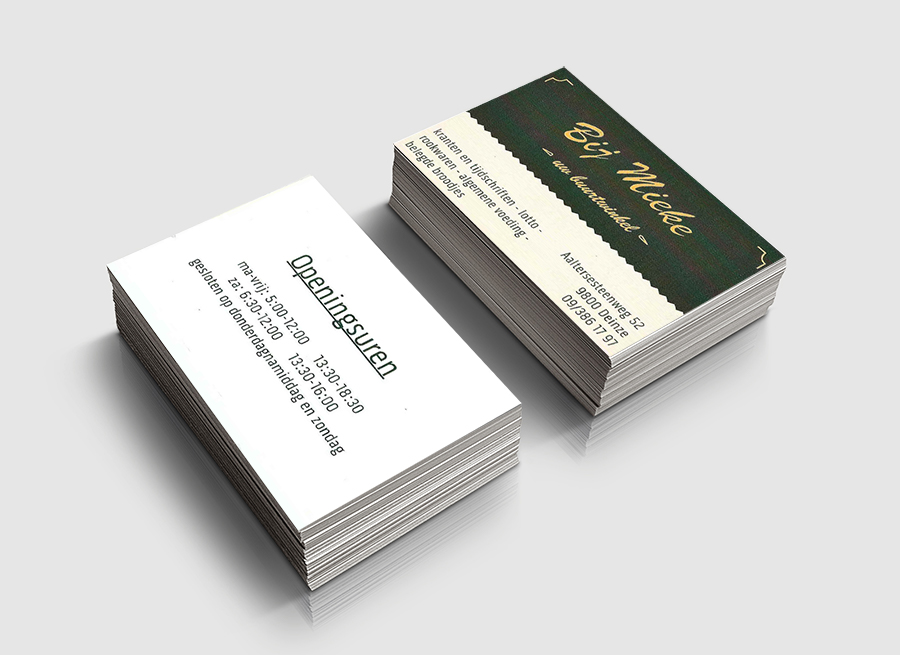 Openingsuren
ma-vrij: 5:00-12:00 13:30-18:30
za: 6:30-12:00 13:30-16:00
gesloten op donderdagnamiddag en zondag
Bij Mieke
- uw buurtwinkel -
kranten en tijdschriften - lotto -
rookwaren - algemene voeding -
belegde broodjes
Aaltersesteenweg 52
9800 Deinze
09/386 17 97